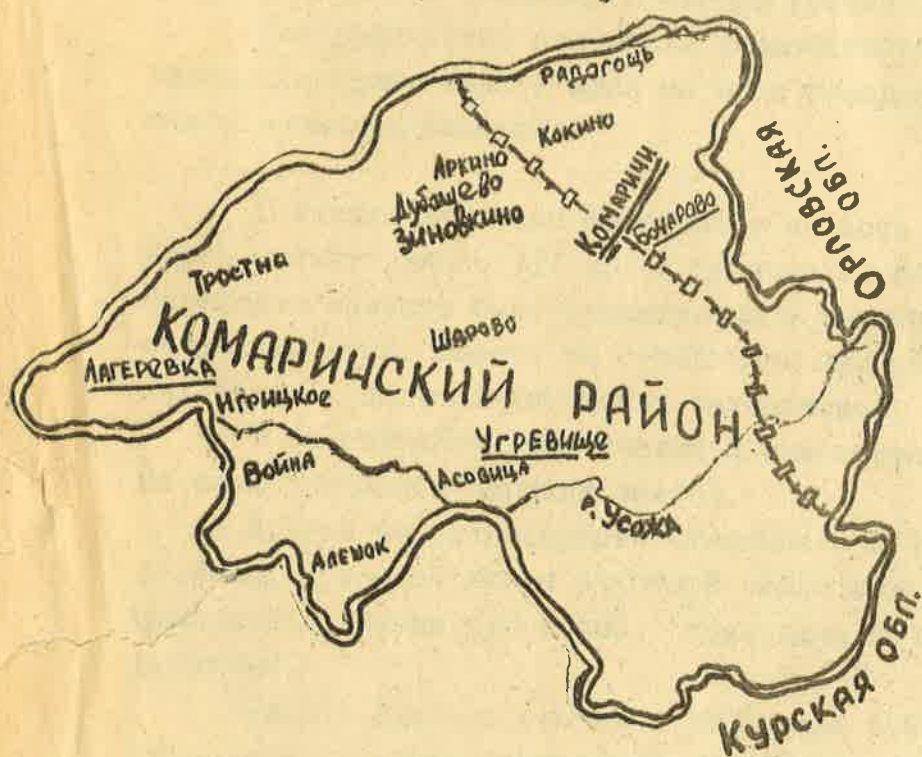 РАДОГОЩЬ
КОКИНО
АРКИНО
Дубощево
Зиновкино
КОМАРИЧИ
БОЧАРОВО
ОРЛОВСКАЯ
ОБЛ.
Тростна
Шарово
КОМАРИЧСКИЙ РАЙОН
ЛАГЕРЕВКА
ИГРИЦКОЕ
УГРЕВИЩЕ
Война
Асовица
р. Усожа
АЛЕШОК
КУРСКАЯ ОБЛ.